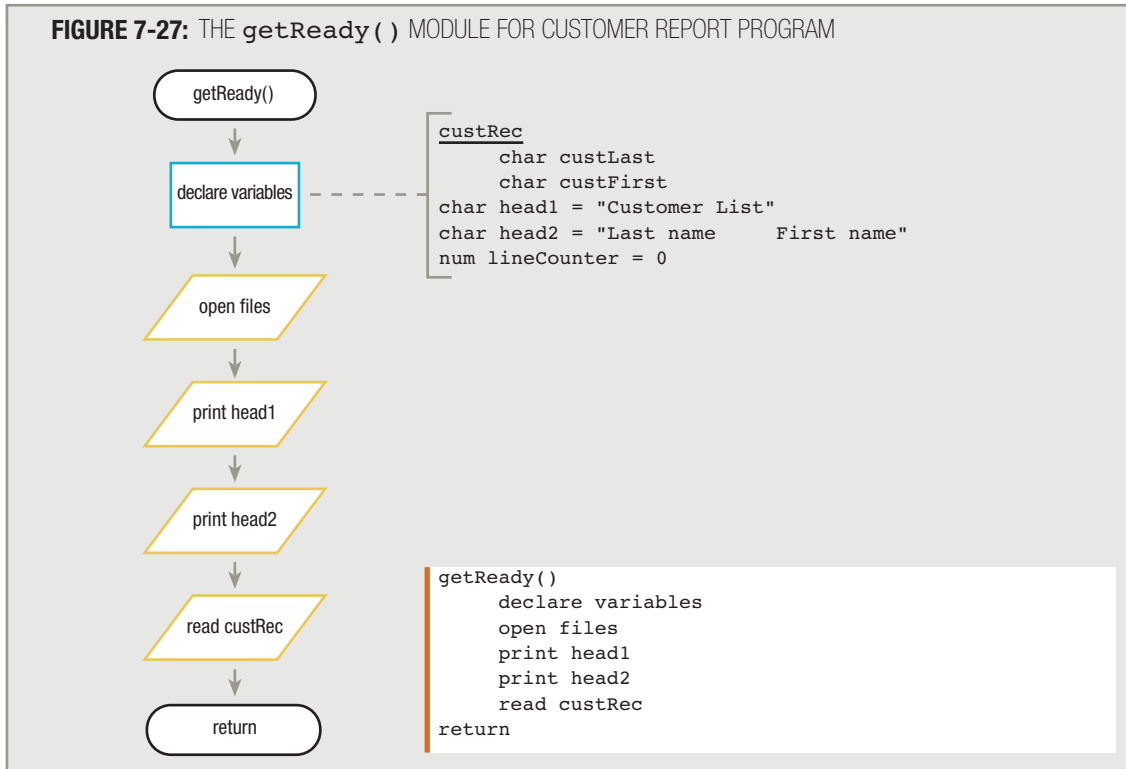 FIGURE 7-27: THE getReady() MODULE FOR CUSTOMER REPORT PROGRAM
getReady()
declare variables
custRec
char custLast
char custFirst
char head1 = "Customer List"
char head2 = "Last name     First name"
num lineCounter = 0
open files
print head1
print head2
read custRec
return
getReady()
declare variables
open files
print head1
print head2
read custRec
return